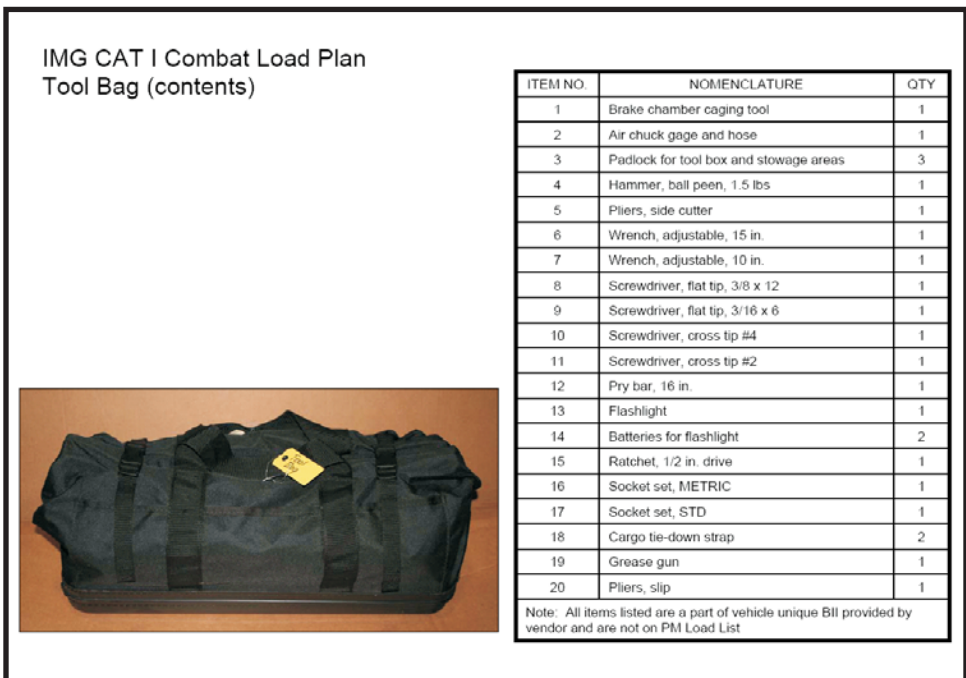 IMG CAT I Combat Load Plan
Tool Bag (contents)
ITEM NO. NOMENCLATURE QTY
1 Brake chamber caging tool 1
2 Air chuck gage and hose 1
3 Padlock for tool box and stowage areas 3
4 Hammer, ball peen, 1.5 lbs 1
5 Pliers, side cutter 1
6 Wrench, adjustable, 15 in. 1
7 Wrench, adjustable, 10 in. 1
8 Screwdriver, flat tip, 3/8 x 12 1
9 Screwdriver, flat tip, 3/16 x 6 1
10 Screwdriver, cross tip #4 1
11 Screwdriver, cross tip #2 1
12 Pry bar, 16 in. 1
13 Flashlight 1
14 Batteries for flashlight 2
15 Ratchet, 1/2 in. drive 1
16 Socket set, METRIC 1
17 Socket set, STD 1
18 Cargo tie-down strap 2
19 Grease gun 1
20 Pliers, slip 1
Note: All items listed are a part of vehicle unique BII provided by
vendor and are not on PM Load List
Tool
Bag